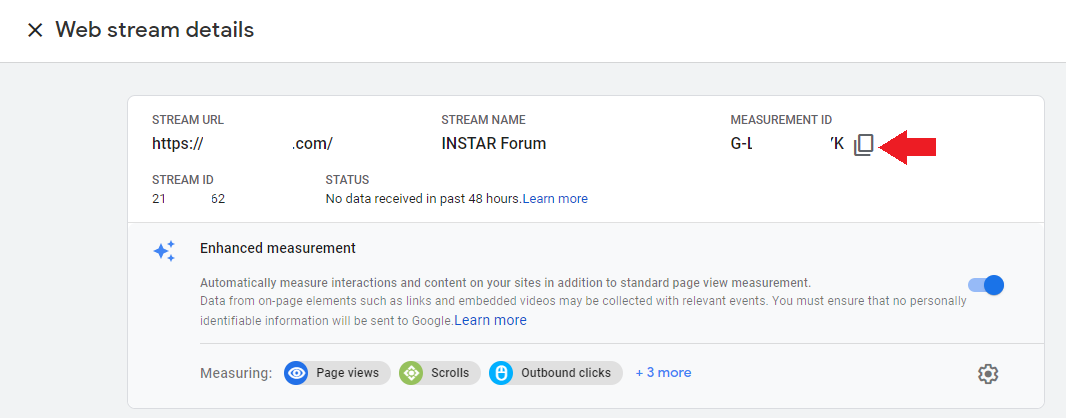 Web stream details
STREAM URL STREAM NAME MEASUREMENT ID
https:// .com/ INSTAR Forum G-L YK
STREAM ID STATUS
21 62 No data received in past 48 hours.Learn more
Enhanced measurement
Automatically measure interactions and content on your sites in addition to standard page view measurement.
Data from on-page elements such as links and embedded videos may be collected with relevant events. You must ensure that no personally
identifiable information will be sent to Google.Learn more
Measuring: Page views Scrolls Outbound clicks + 3 more